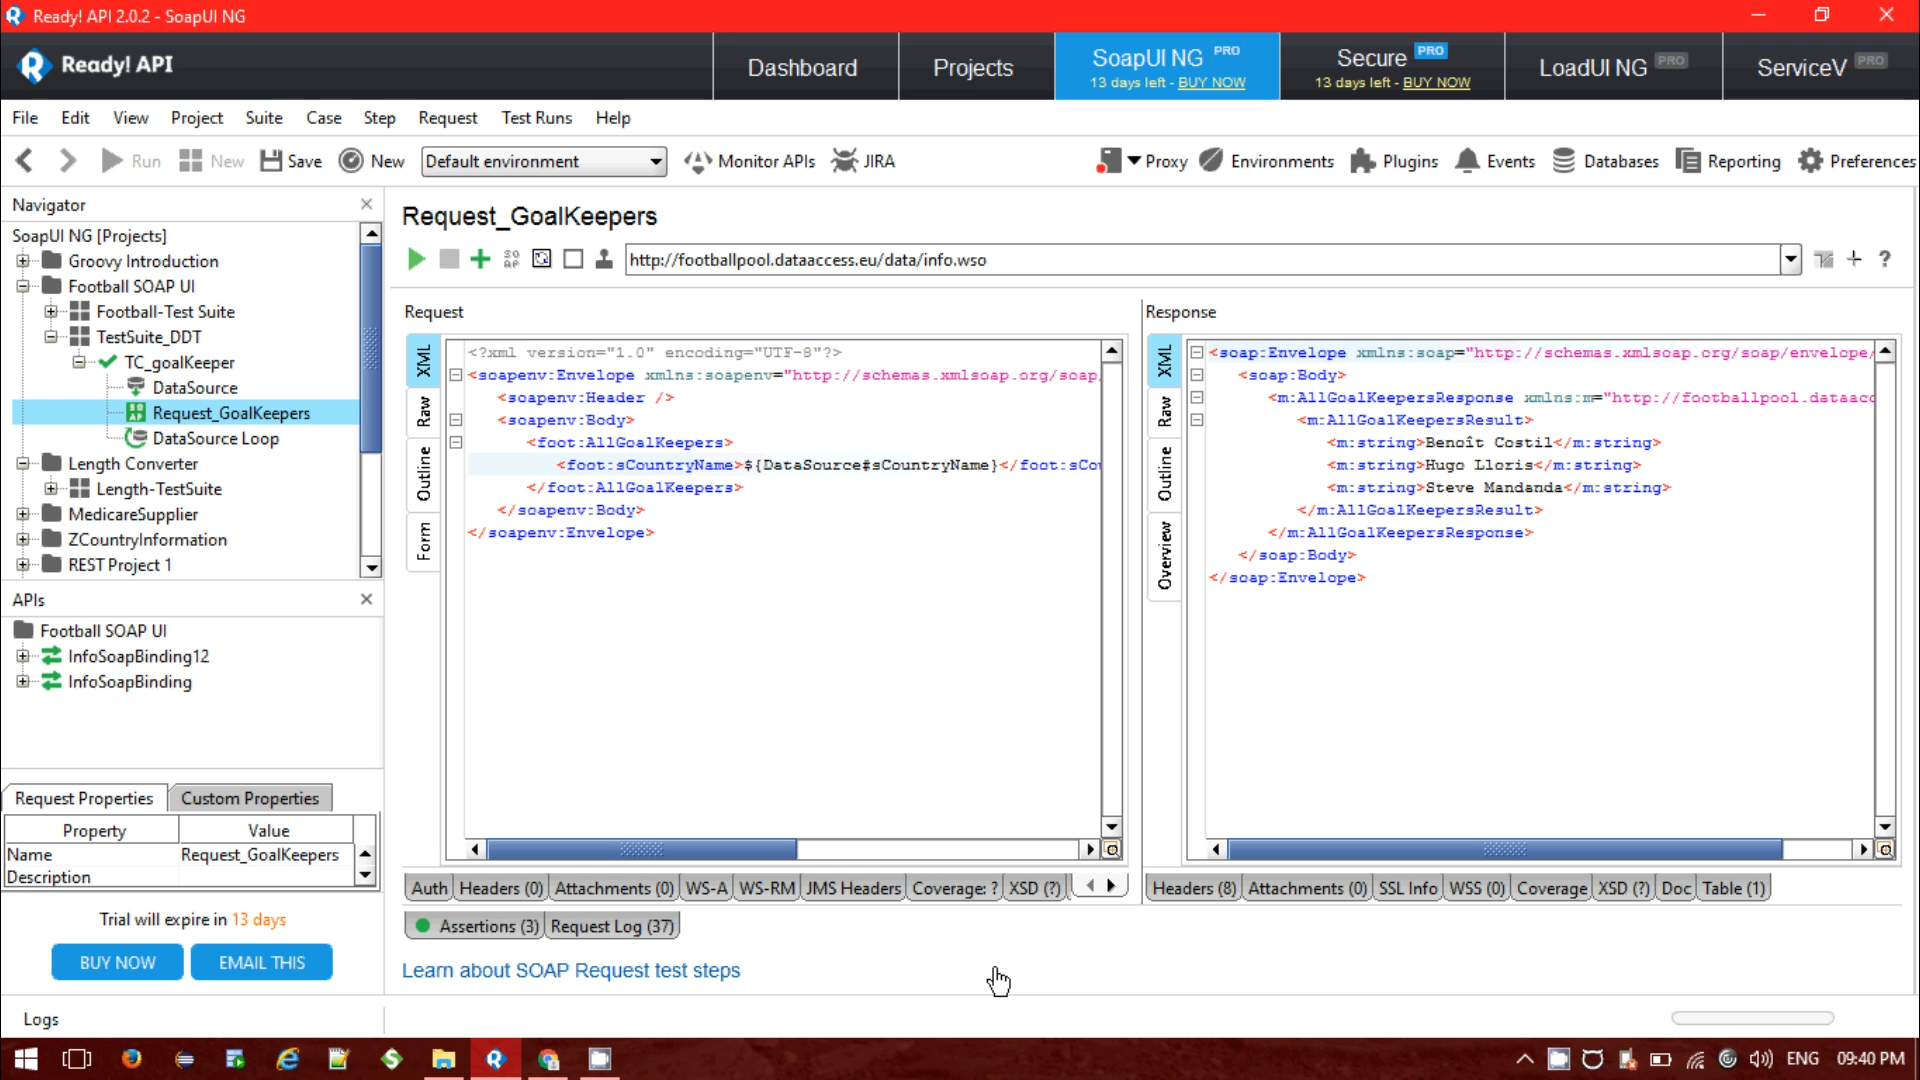 Ready! API 2.0.2 - SoapUI NG
Ready! API
Dashboard
Projects
SoapUI NG PRO
13 days left - BUY NOW
Secure PRO
13 days left - BUY NOW
LoadUI NG PRO
ServiceV PRO
File Edit View Project Suite Case Step Request Test Runs Help
Run New Save New Default environment Monitor APIs JIRA Proxy Environments Plugins Events Databases Reporting Preferences
Navigator
SoapUI NG [Projects]
Groovy Introduction
Football SOAP UI
Football-Test Suite
TestSuite_DDT
TC_goalKeeper
DataSource
Request_GoalKeepers
DataSource Loop
Length Converter
Length-TestSuite
MedicareSupplier
ZCountryInformation
REST Project 1
APIs
Football SOAP UI
InfoSoapBinding12
InfoSoapBinding
Request Properties Custom Properties
Property Value
Name Request_GoalKeepers
Description
Trial will expire in 13 days
BUY NOW EMAIL THIS
Logs
Request_GoalKeepers
http://footballpool.dataaccess.eu/data/info.wso
Request
XML
Raw
Outline
Form
<?xml version="1.0" encoding="UTF-8"?>
<soapenv:Envelope xmlns:soapenv="http://schemas.xmlsoap.org/soap
<soapenv:Header />
<soapenv:Body>
<foot:AllGoalKeepers>
<foot:sCountryName>${DataSource#sCountryName}</foot:sCou
</foot:AllGoalKeepers>
</soapenv:Body>
</soapenv:Envelope>
Auth Headers (0) Attachments (0) WS-A WS-RM JMS Headers Coverage: ? XSD (?)
Response
XML
Raw
Outline
Overview
<soap:Envelope xmlns:soap="http://schemas.xmlsoap.org/soap/envelope/
<soap:Body>
<m:AllGoalKeepersResponse xmlns:m="http://footballpool.dataacc
<m:AllGoalKeepersResult>
<m:string>Benoît Costil</m:string>
<m:string>Hugo Lloris</m:string>
<m:string>Steve Mandanda</m:string>
</m:AllGoalKeepersResult>
</m:AllGoalKeepersResponse>
</soap:Body>
</soap:Envelope>
Headers (8) Attachments (0) SSL Info WSS (0) Coverage XSD (?) Doc Table (1)
Assertions (3) Request Log (37)
Learn about SOAP Request test steps
ENG 09:40 PM